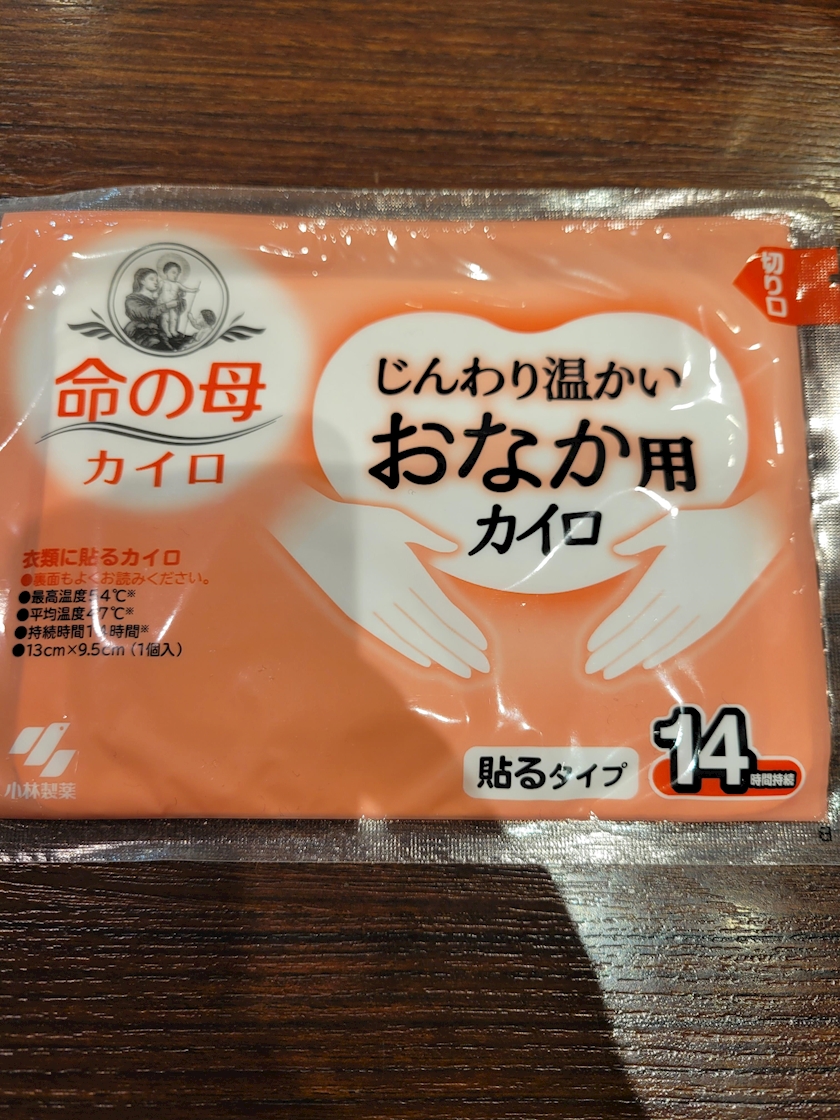 命の母
カイロ
じんわり温かい
おなか用
カイロ
切り口
衣類に貼るカイロ
●裏面もよくお読みください。
●最高温度54℃※
●平均温度47℃※
●持続時間14時間※
●13cm×9.5cm(1個入)
小林製薬
貼るタイプ
14
時間持続